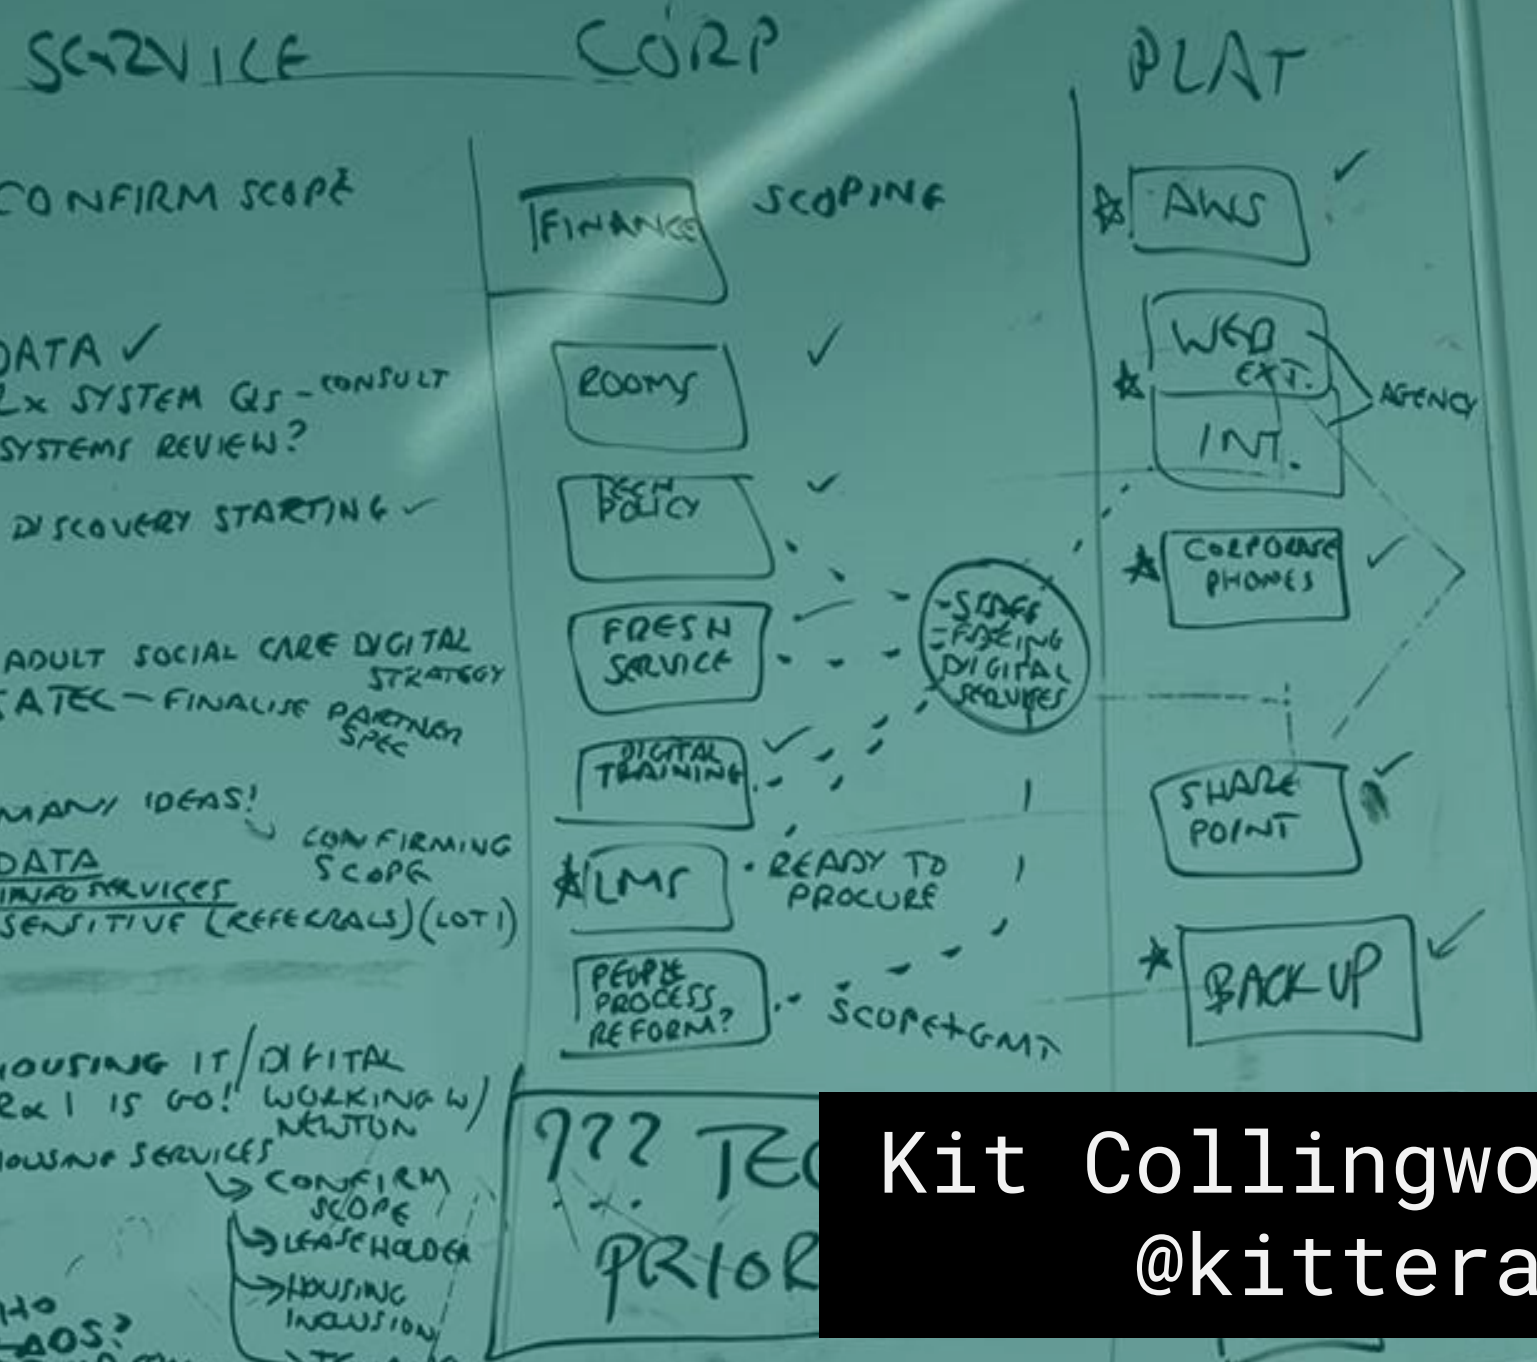 SERVICE
CONFIRM SCOPE
DATA ✓
2x SYSTEM QS - CONSULT
SYSTEMS REVIEW?
DISCOVERY STARTING ✓
ADULT SOCIAL CARE DIGITAL
STRATEGY
ATEC - FINALISE PARTNER
SPEC
MANY IDEAS!
CONFIRMING
SCOPE
DATA
INFO SERVICES
SENSITIVE (REFERRALS) (LOT 1)
HOUSING IT/DIGITAL
R&1 IS GO! WORKING W/
NEWTON
HOUSING SERVICES
CONFIRM
SCOPE
LEASEHOLDER
HOUSING
INCLUSION
CORP
FINANCE SCOPING
ROOMS ✓
TECH
POLICY ✓
FRESH
SERVICE
DIGITAL
TRAINING ✓
LMS
READY TO
PROCURE
PEOPLE
PROCESS
REFORM?
SCOPE + GMT
STAFF
-FACING
DIGITAL
SERVICES
??? TEC
PRIOR
PLAT
AWS ✓
WEB
EXT.
INT.
AGENCY
CORPORATE
PHONES ✓
SHARE
POINT ✓
BACK UP ✓
Kit Collingwo
@kittera